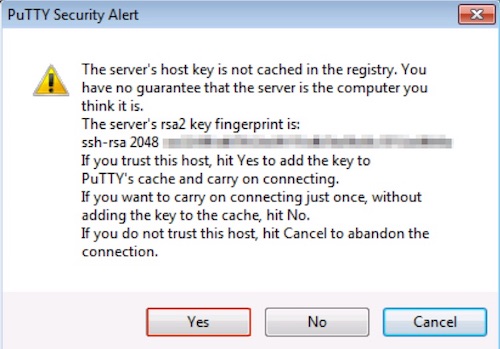 PuTTY Security Alert
The server's host key is not cached in the registry. You
have no guarantee that the server is the computer you
think it is.
The server's rsa2 key fingerprint is:
ssh-rsa 2048
If you trust this host, hit Yes to add the key to
PuTTY's cache and carry on connecting.
If you want to carry on connecting just once, without
adding the key to the cache, hit No.
If you do not trust this host, hit Cancel to abandon the
connection.
Yes
No
Cancel